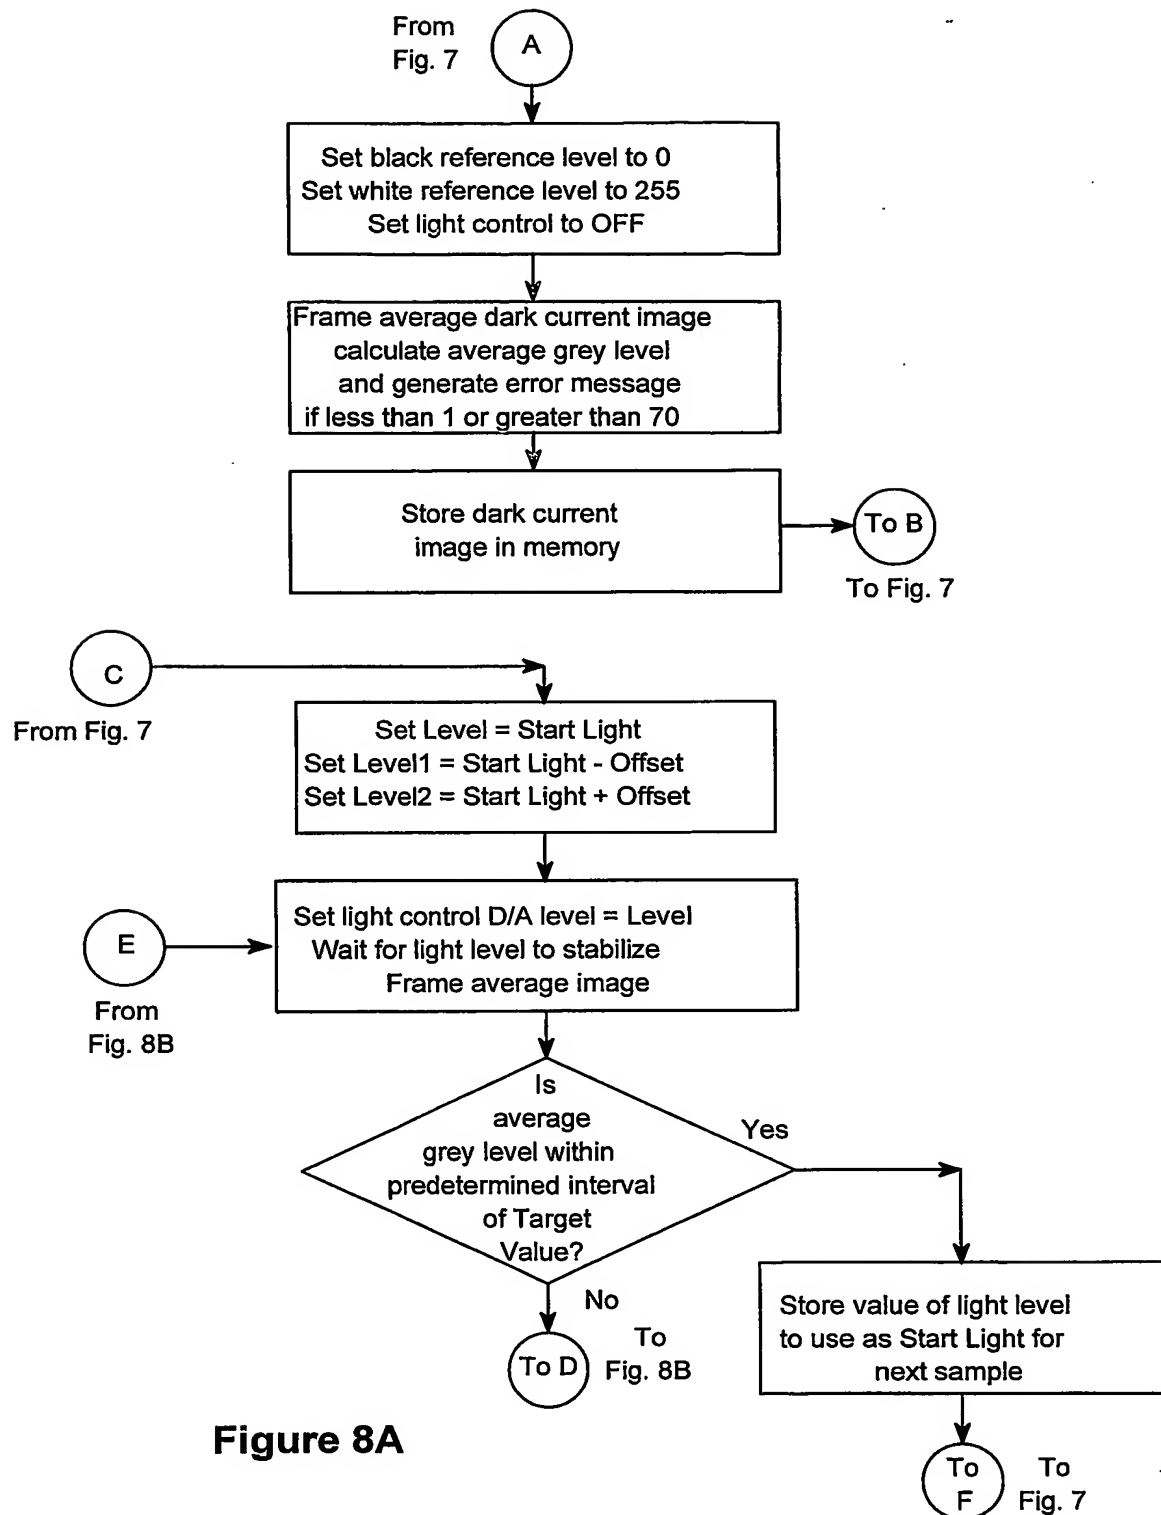 From
Fig. 7
A
Set black reference level to 0
Set white reference level to 255
Set light control to OFF
Frame average dark current image
calculate average grey level
and generate error message
if less than 1 or greater than 70
Store dark current
image in memory
To B
To Fig. 7
C
From Fig. 7
Set Level = Start Light
Set Level1 = Start Light - Offset
Set Level2 = Start Light + Offset
E
From
Fig. 8B
Set light control D/A level = Level
Wait for light level to stabilize
Frame average image
Is
average
grey level within
predetermined interval
of Target
Value?
Yes
No
To D
To
Fig. 8B
Store value of light level
to use as Start Light for
next sample
To
F
To
Fig. 7
Figure 8A